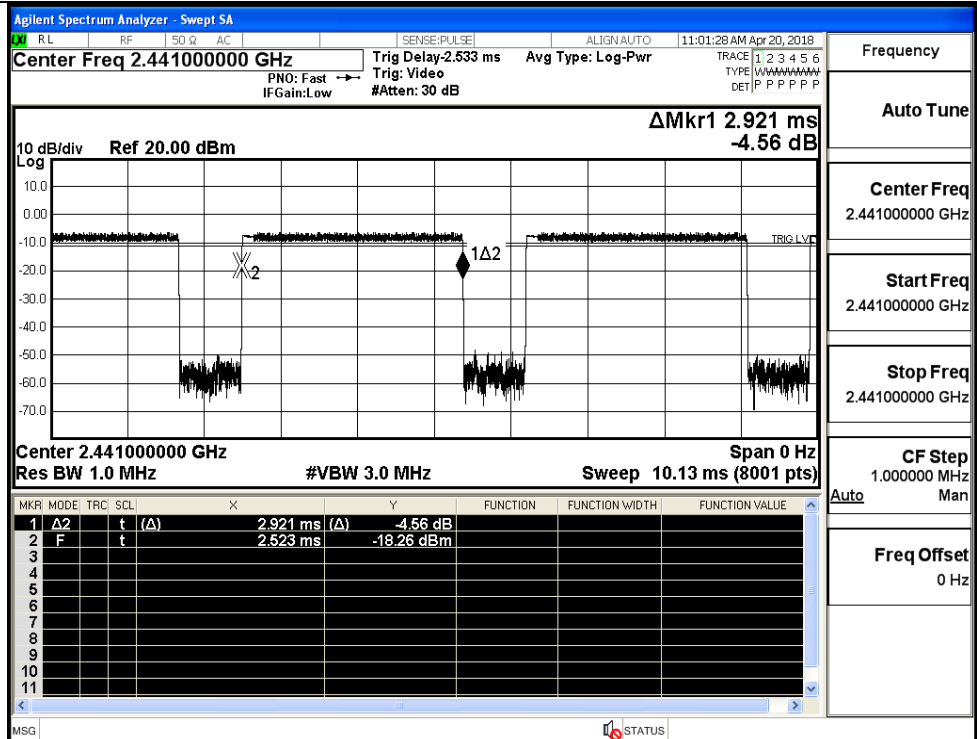 Agilent Spectrum Analyzer - Swept SA
LXI RL RF 50 Ω AC SENSE:PULSE ALIGNAUTO 11:01:28 AM Apr 20, 2018
Center Freq 2.441000000 GHz
PNO: Fast
IFGain:Low
Trig Delay-2.533 ms
Trig: Video
#Atten: 30 dB
Avg Type: Log-Pwr
TRACE 1 2 3 4 5 6
TYPE WWWWWW
DET P P P P P P
ΔMkr1 2.921 ms
-4.56 dB
10 dB/div Ref 20.00 dBm
Log
10.0
0.00
-10.0
-20.0
-30.0
-40.0
-50.0
-60.0
-70.0
TRIG LVL
1Δ2
2
Center 2.441000000 GHz Span 0 Hz
Res BW 1.0 MHz #VBW 3.0 MHz Sweep 10.13 ms (8001 pts)
MKR MODE TRC SCL X Y FUNCTION FUNCTION WIDTH FUNCTION VALUE
1 Δ2 t (Δ) 2.921 ms (Δ) -4.56 dB
2 F t 2.523 ms -18.26 dBm
3
4
5
6
7
8
9
10
11
MSG STATUS
Frequency
Auto Tune
Center Freq
2.441000000 GHz
Start Freq
2.441000000 GHz
Stop Freq
2.441000000 GHz
CF Step
1.000000 MHz
Auto Man
Freq Offset
0 Hz